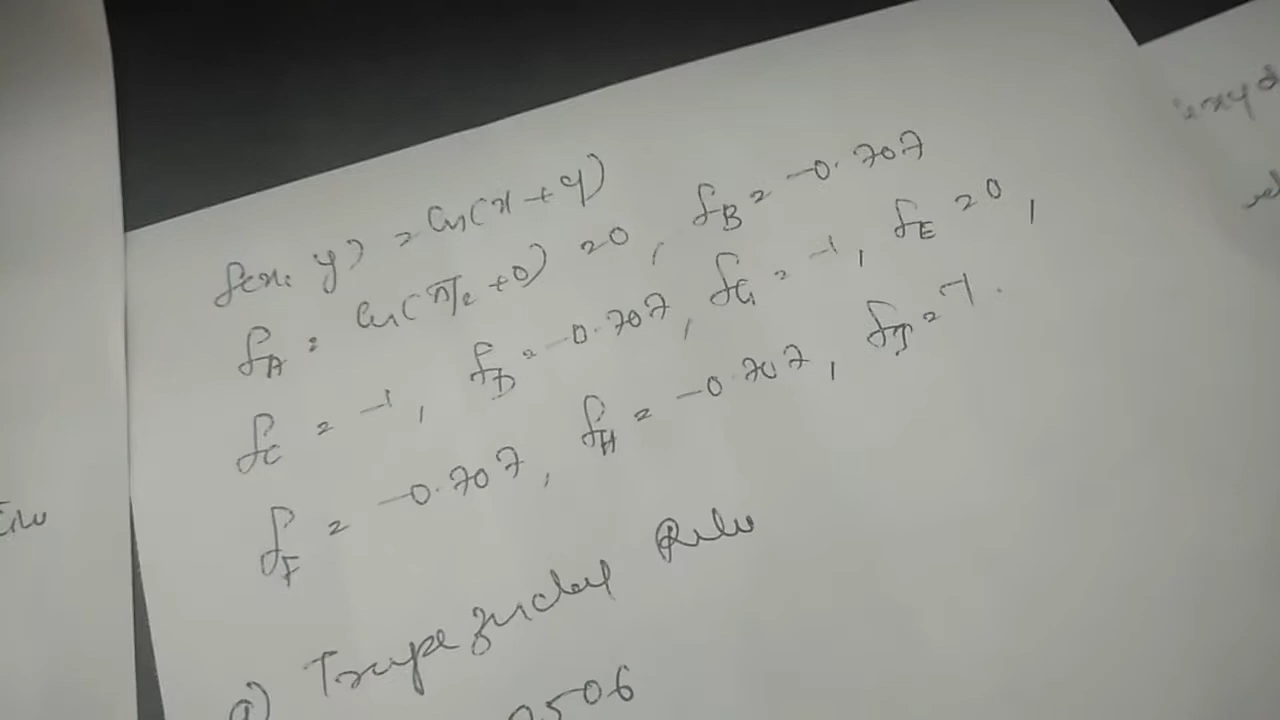 f(x, y) = cos(x + y)
fA = cos(π/2 + 0) = 0, fB = -0.707
fC = -1, fD = -0.707, fG = -1, fE = 0,
fF = -0.707, fH = -0.707, fI = -1.
a) Trapezoidal Rule
0506